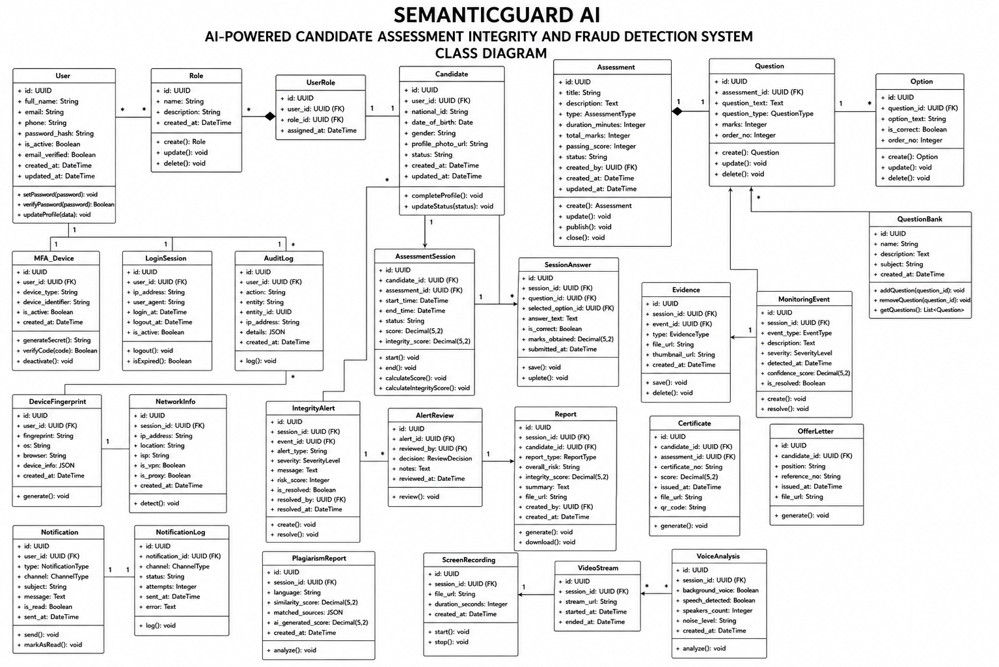 SEMANTICGUARD AI
AI-POWERED CANDIDATE ASSESSMENT INTEGRITY AND FRAUD DETECTION SYSTEM
CLASS DIAGRAM
User
+ id: UUID
+ full_name: String
+ email: String
+ phone: String
+ password_hash: String
+ is_active: Boolean
+ email_verified: Boolean
+ created_at: DateTime
+ updated_at: DateTime
+ setPassword(password): void
+ verifyPassword(password): Boolean
+ updateProfile(data): void
* *
Role
+ id: UUID
+ name: String
+ description: String
+ created_at: DateTime
+ create(): Role
+ update(): void
+ delete(): void
*
UserRole
+ id: UUID
+ user_id: UUID (FK)
+ role_id: UUID (FK)
+ assigned_at: DateTime
1 1
Candidate
+ id: UUID
+ user_id: UUID (FK)
+ national_id: String
+ date_of_birth: Date
+ gender: String
+ profile_photo_url: String
+ status: String
+ created_at: DateTime
+ updated_at: DateTime
+ completeProfile(): void
+ updateStatus(status): void
*
1
Assessment
+ id: UUID
+ title: String
+ description: Text
+ type: AssessmentType
+ duration_minutes: Integer
+ total_marks: Integer
+ passing_score: Integer
+ status: String
+ created_by: UUID (FK)
+ created_at: DateTime
+ updated_at: DateTime
+ create(): Assessment
+ update(): void
+ publish(): void
+ close(): void
1 1
Question
+ id: UUID
+ assessment_id: UUID (FK)
+ question_text: Text
+ question_type: QuestionType
+ marks: Integer
+ order_no: Integer
+ create(): Question
+ update(): void
+ delete(): void
1 *
Option
+ id: UUID
+ question_id: UUID (FK)
+ option_text: String
+ is_correct: Boolean
+ order_no: Integer
+ create(): Option
+ update(): void
+ delete(): void
*
QuestionBank
+ id: UUID
+ name: String
+ description: Text
+ subject: String
+ created_at: DateTime
+ addQuestion(question_id): void
+ removeQuestion(question_id): void
+ getQuestions(): List<Question>
1
1 1 *
MFA_Device
+ id: UUID
+ user_id: UUID (FK)
+ device_type: String
+ device_identifier: String
+ is_active: Boolean
+ created_at: DateTime
+ generateSecret(): String
+ verifyCode(code): Boolean
+ deactivate(): void
LoginSession
+ id: UUID
+ user_id: UUID (FK)
+ ip_address: String
+ user_agent: String
+ login_at: DateTime
+ logout_at: DateTime
+ is_active: Boolean
+ logout(): void
+ isExpired(): Boolean
AuditLog
+ id: UUID
+ user_id: UUID (FK)
+ action: String
+ entity: String
+ entity_id: UUID
+ ip_address: String
+ details: JSON
+ created_at: DateTime
+ log(): void
*
AssessmentSession
+ id: UUID
+ candidate_id: UUID (FK)
+ assessment_id: UUID (FK)
+ start_time: DateTime
+ end_time: DateTime
+ status: String
+ score: Decimal(5,2)
+ integrity_score: Decimal(5,2)
+ start(): void
+ end(): void
+ calculateScore(): void
+ calculateIntegrityScore(): void
1 *
SessionAnswer
+ id: UUID
+ session_id: UUID (FK)
+ question_id: UUID (FK)
+ selected_option_id: UUID (FK)
+ answer_text: Text
+ is_correct: Boolean
+ marks_obtained: Decimal(5,2)
+ submitted_at: DateTime
+ save(): void
+ uplete(): void
Evidence
+ id: UUID
+ session_id: UUID (FK)
+ event_id: UUID (FK)
+ type: EvidenceType
+ file_url: String
+ thumbnail_url: String
+ created_at: DateTime
+ save(): void
+ delete(): void
1
MonitoringEvent
+ id: UUID
+ session_id: UUID (FK)
+ event_type: EventType
+ description: Text
+ severity: SeverityLevel
+ detected_at: DateTime
+ confidence_score: Decimal(5,2)
+ is_resolved: Boolean
+ create(): void
+ resolve(): void
DeviceFingerprint
+ id: UUID
+ user_id: UUID (FK)
+ fingreprint: String
+ os: String
+ browser: String
+ device_info: JSON
+ created_at: DateTime
+ generate(): void
1
NetworkInfo
+ id: UUID
+ session_id: UUID (FK)
+ ip_address: String
+ location: String
+ isp: String
+ is_vpn: Boolean
+ is_proxy: Boolean
+ created_at: DateTime
+ detect(): void
IntegrityAlert
+ id: UUID
+ session_id: UUID (FK)
+ event_id: UUID (FK)
+ alert_type: String
+ severity: SeverityLevel
+ message: Text
+ risk_score: Integer
+ is_resolved: Boolean
+ resolved_by: UUID (FK)
+ resolved_at: DateTime
+ create(): void
+ resolve(): void
1 *
AlertReview
+ id: UUID
+ alert_id: UUID (FK)
+ reviewed_by: UUID (FK)
+ decision: ReviewDecision
+ notes: Text
+ reviewed_at: DateTime
+ review(): void
1
Report
+ id: UUID
+ session_id: UUID (FK)
+ candidate_id: UUID (FK)
+ report_type: ReportType
+ overall_risk: String
+ integrity_score: Decimal(5,2)
+ summary: Text
+ file_url: String
+ created_by: UUID (FK)
+ created_at: DateTime
+ generate(): void
+ download(): void
Certificate
+ id: UUID
+ candidate_id: UUID (FK)
+ assessment_id: UUID (FK)
+ certificate_no: String
+ score: Decimal(5,2)
+ issued_at: DateTime
+ file_url: String
+ qr_code: String
+ generate(): void
OfferLetter
+ id: UUID
+ candidate_id: UUID (FK)
+ position: String
+ reference_no: String
+ issued_at: DateTime
+ file_url: String
+ generate(): void
Notification
+ id: UUID
+ user_id: UUID (FK)
+ type: NotificationType
+ channel: ChannelType
+ subject: String
+ message: Text
+ is_read: Boolean
+ sent_at: DateTime
+ send(): void
+ markAsRead(): void
1 1
NotificationLog
+ id: UUID
+ notification_id: UUID (FK)
+ channel: ChannelType
+ status: String
+ attempts: Integer
+ sent_at: DateTime
+ error: Text
+ log(): void
PlagiarismReport
+ id: UUID
+ session_id: UUID (FK)
+ language: String
+ similarity_score: Decimal(5,2)
+ matched_sources: JSON
+ ai_generated_score: Decimal(5,2)
+ created_at: DateTime
+ analyze(): void
ScreenRecording
+ id: UUID
+ session_id: UUID (FK)
+ file_url: String
+ duration_seconds: Integer
+ created_at: DateTime
+ start(): void
+ stop(): void
1
VideoStream
+ id: UUID
+ session_id: UUID (FK)
+ stream_url: String
+ started_at: DateTime
+ ended_at: DateTime
* *
VoiceAnalysis
+ id: UUID
+ session_id: UUID (FK)
+ background_voice: Boolean
+ speech_detected: Boolean
+ speakers_count: Integer
+ noise_level: String
+ created_at: DateTime
+ analyze(): void